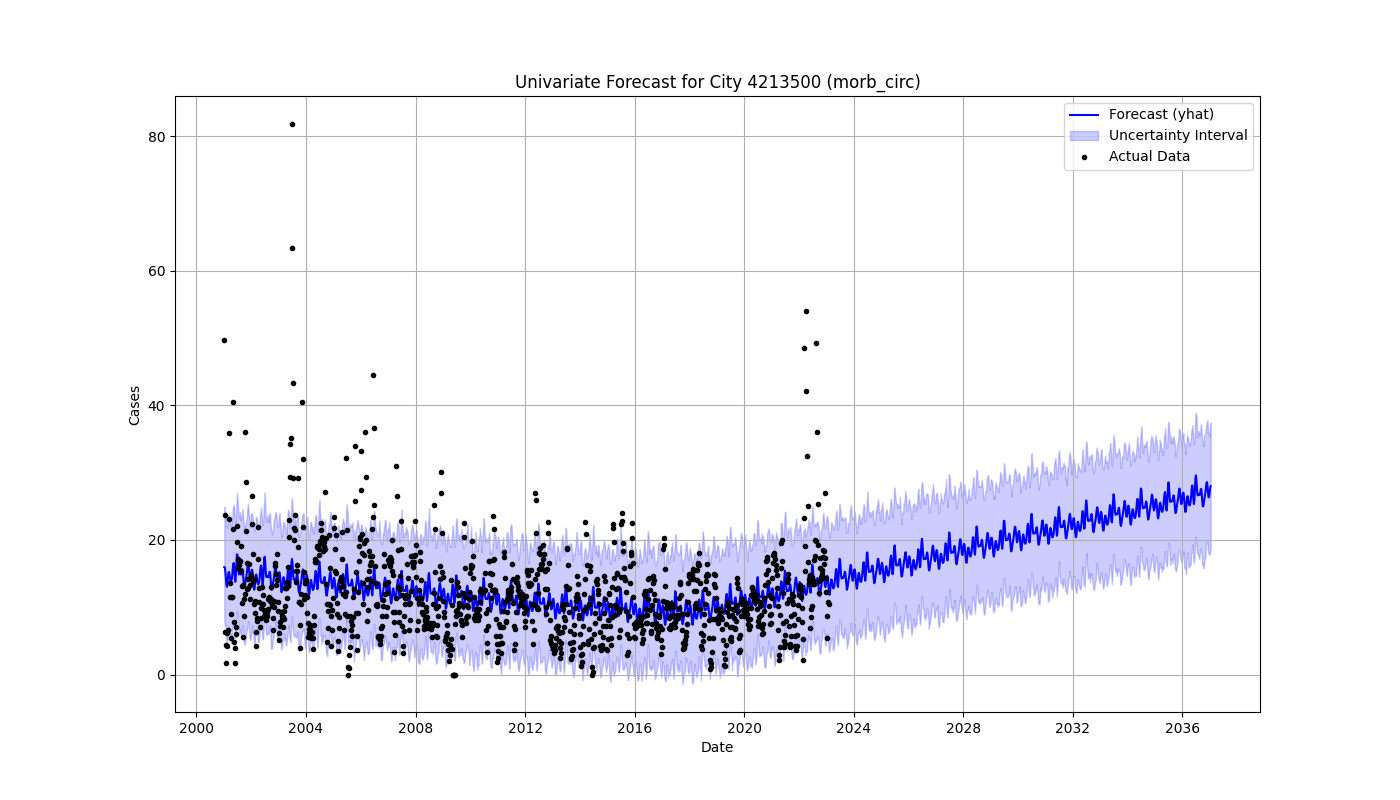 Univariate Forecast for City 4213500 (morb_circ)
Forecast (yhat)
Uncertainty Interval
Actual Data
80
60
40
20
0
Cases
2000 2004 2008 2012 2016 2020 2024 2028 2032 2036
Date